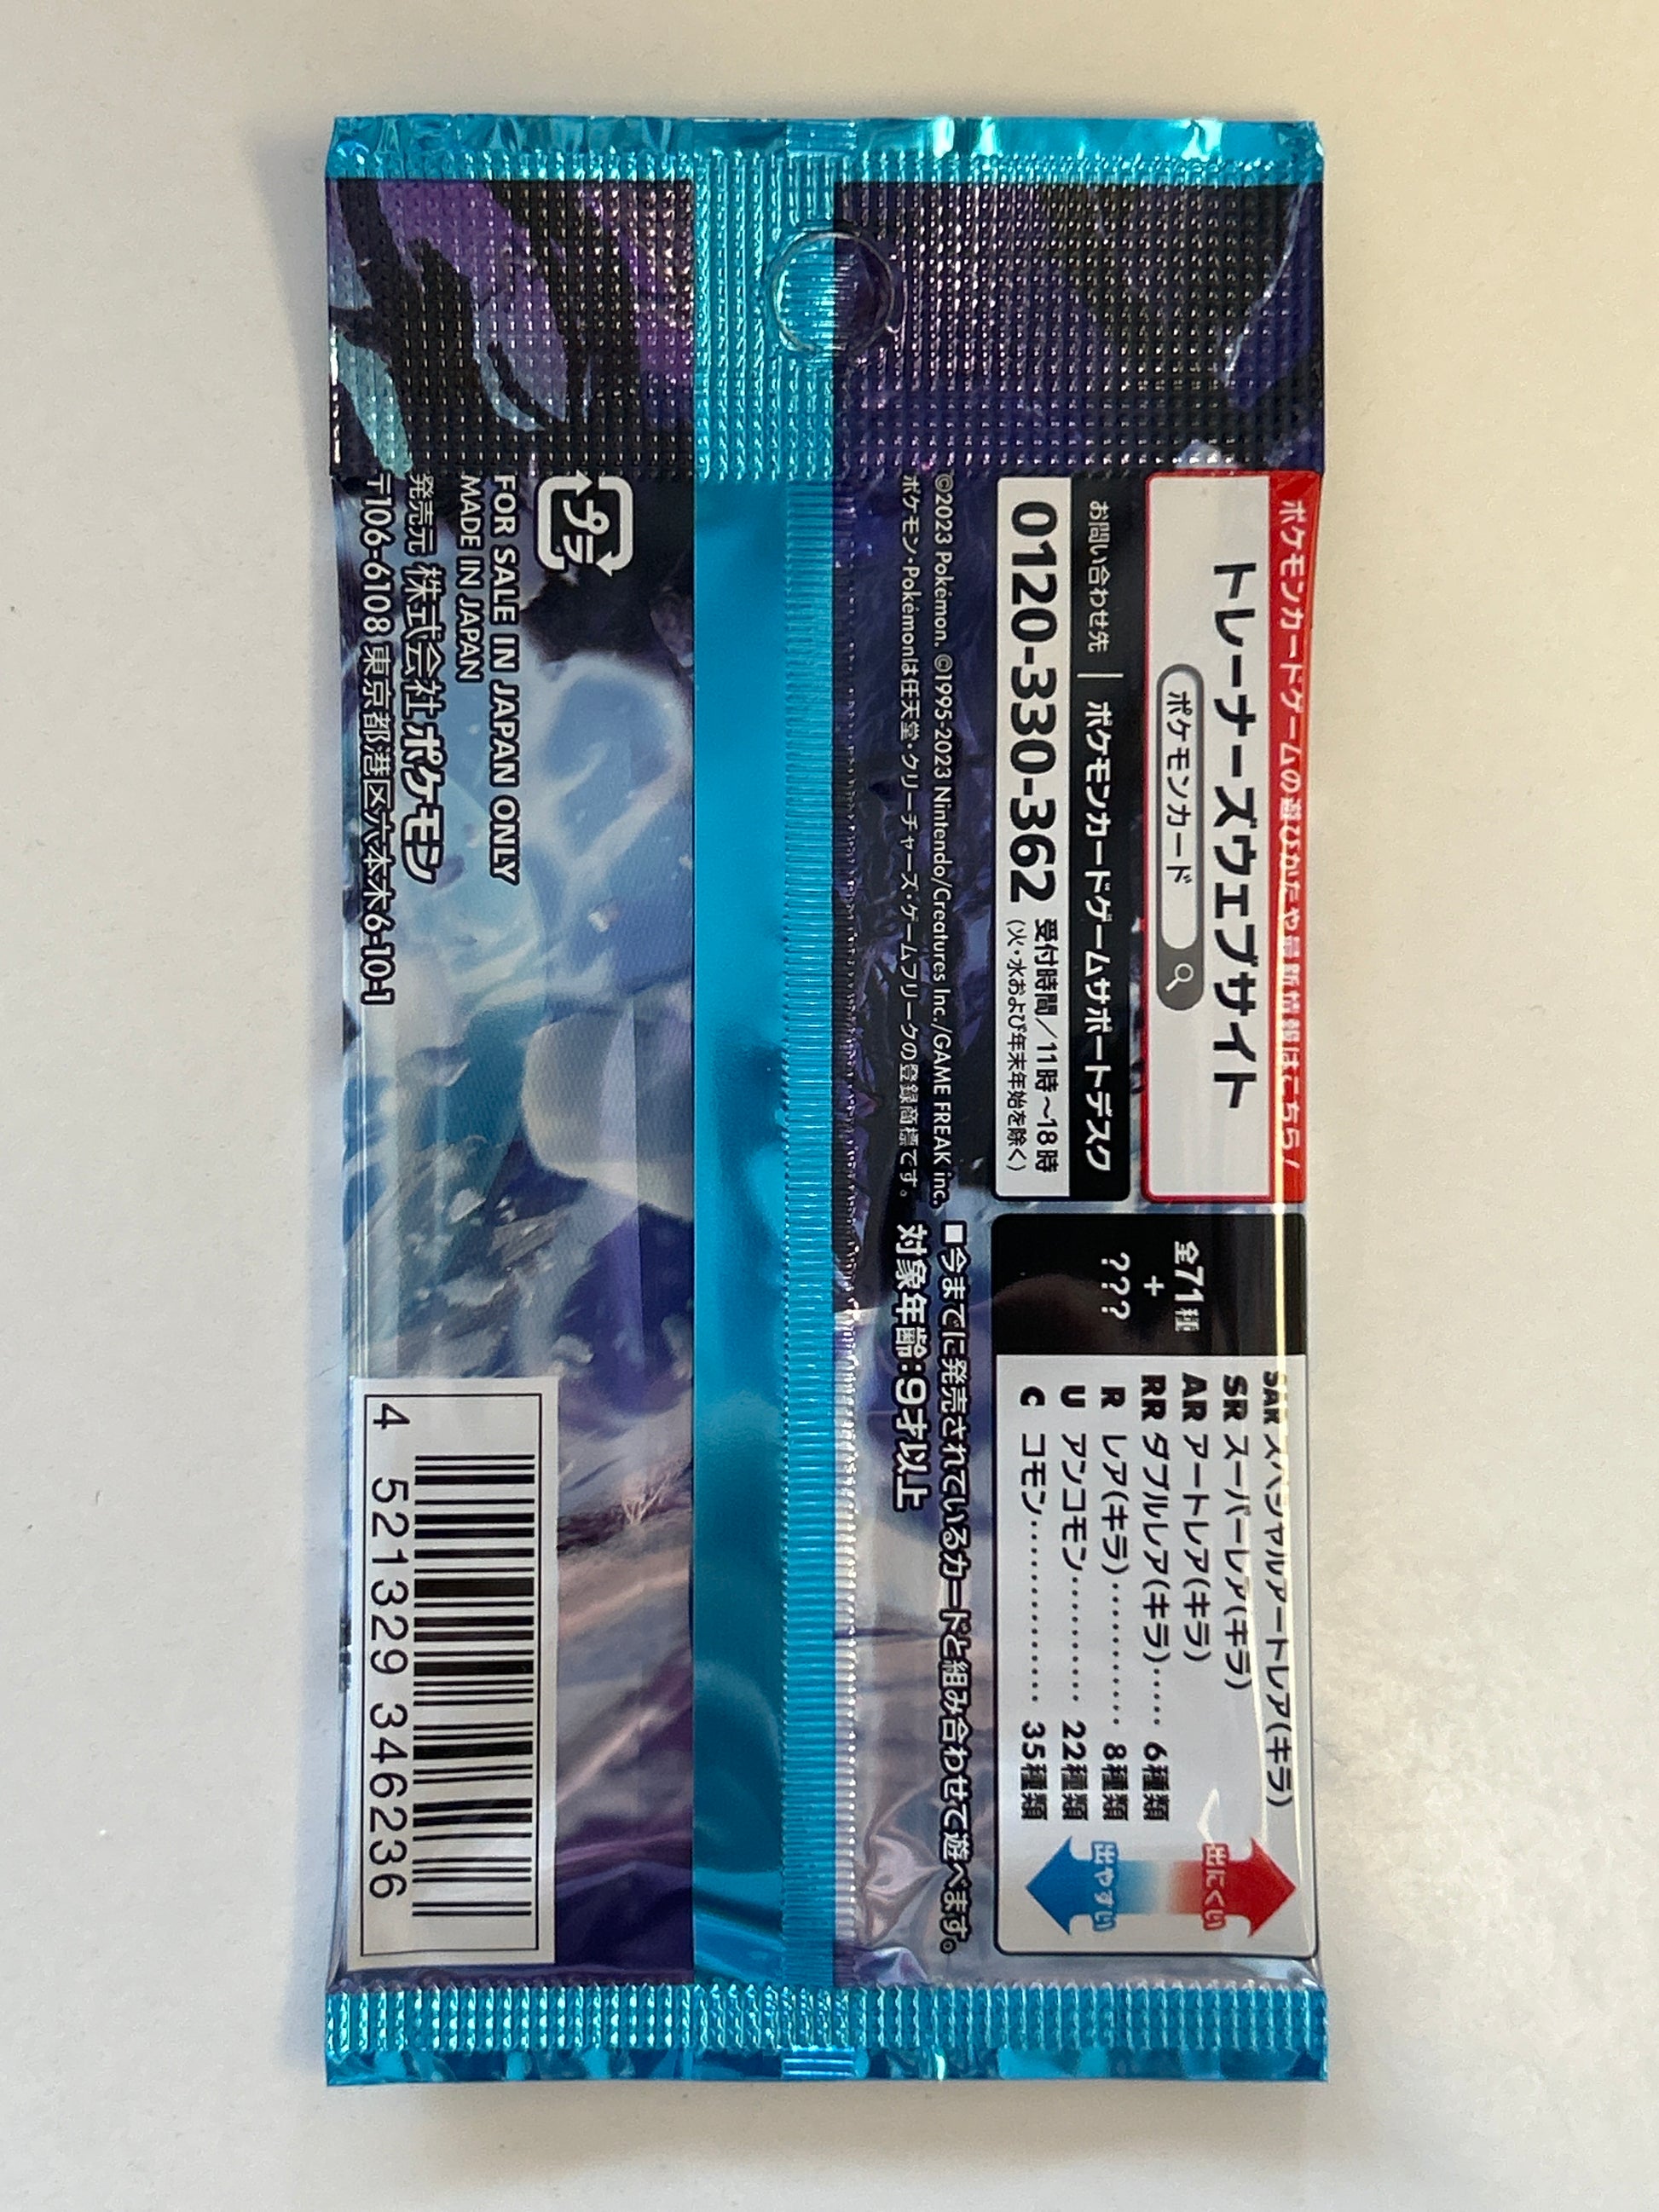 ポケモンカードゲームの遊びかたや最新情報はこちら!
トレーナーズウェブサイト
ポケモンカード
お問い合わせ先 | ポケモンカードゲームサポートデスク
0120-330-362
受付時間/11時〜18時
(火・水および年末年始を除く)
©2023 Pokémon. ©1995-2023 Nintendo/Creatures Inc./GAME FREAK inc.
ポケモン・Pokémonは任天堂・クリーチャーズ・ゲームフリークの登録商標です。
全71種
+
???
SAR スペシャルアートレア(キラ)
SR スーパーレア(キラ)
AR アートレア(キラ)
RR ダブルレア(キラ)····· 6種類
R レア(キラ)··········· 8種類
U アンコモン·········· 22種類
C コモン·············· 35種類
出にくい
出やすい
■今までに発売されているカードと組み合わせて遊べます。
対象年齢:9才以上
プラ
FOR SALE IN JAPAN ONLY
MADE IN JAPAN
発売元 株式会社ポケモン
〒106-6108 東京都港区六本木6-10-1
4 521329 346236